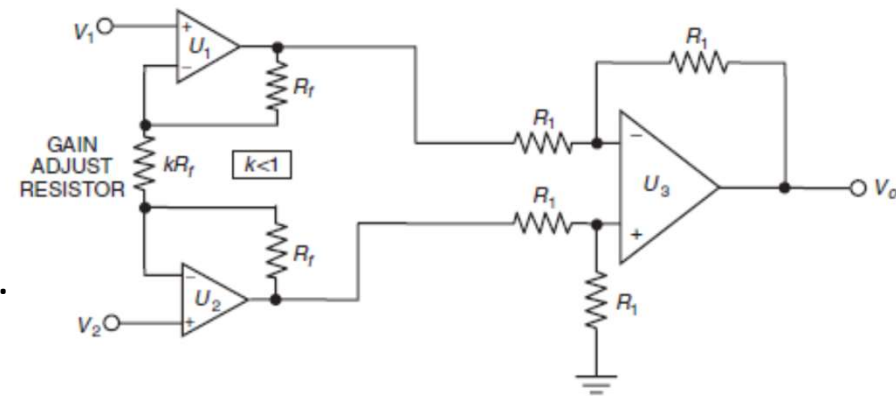 V1
+
U1
−
Rf
GAIN
ADJUST
RESISTOR
kRf
k<1
Rf
−
U2
+
V2
R1
R1
−
U3
+
R1
R1
Vo
.